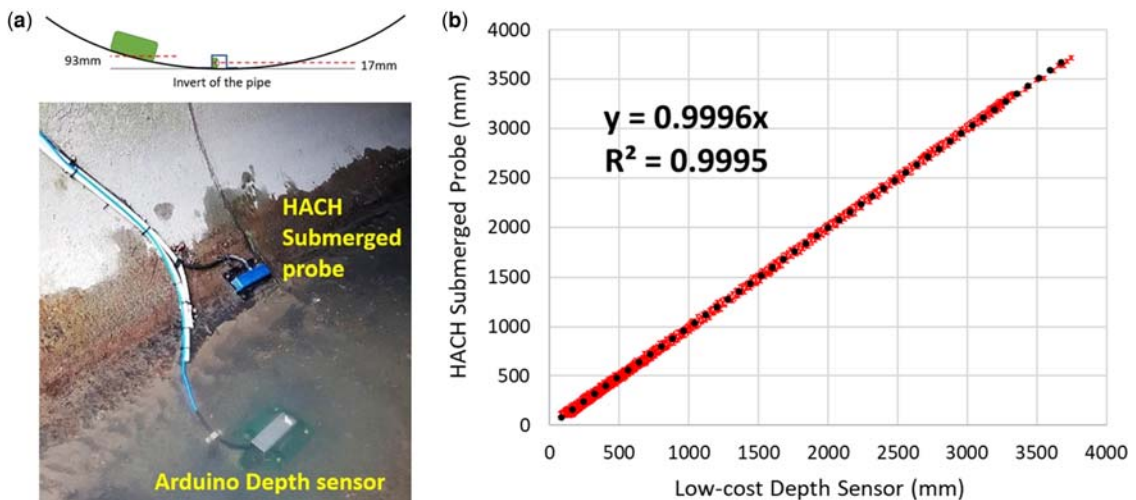 (a)
93mm
17mm
Invert of the pipe
HACH
Submerged
probe
Arduino Depth sensor
(b)
HACH Submerged Probe (mm)
4000
3500
3000
2500
2000
1500
1000
500
0
y = 0.9996x
R² = 0.9995
0 500 1000 1500 2000 2500 3000 3500 4000
Low-cost Depth Sensor (mm)